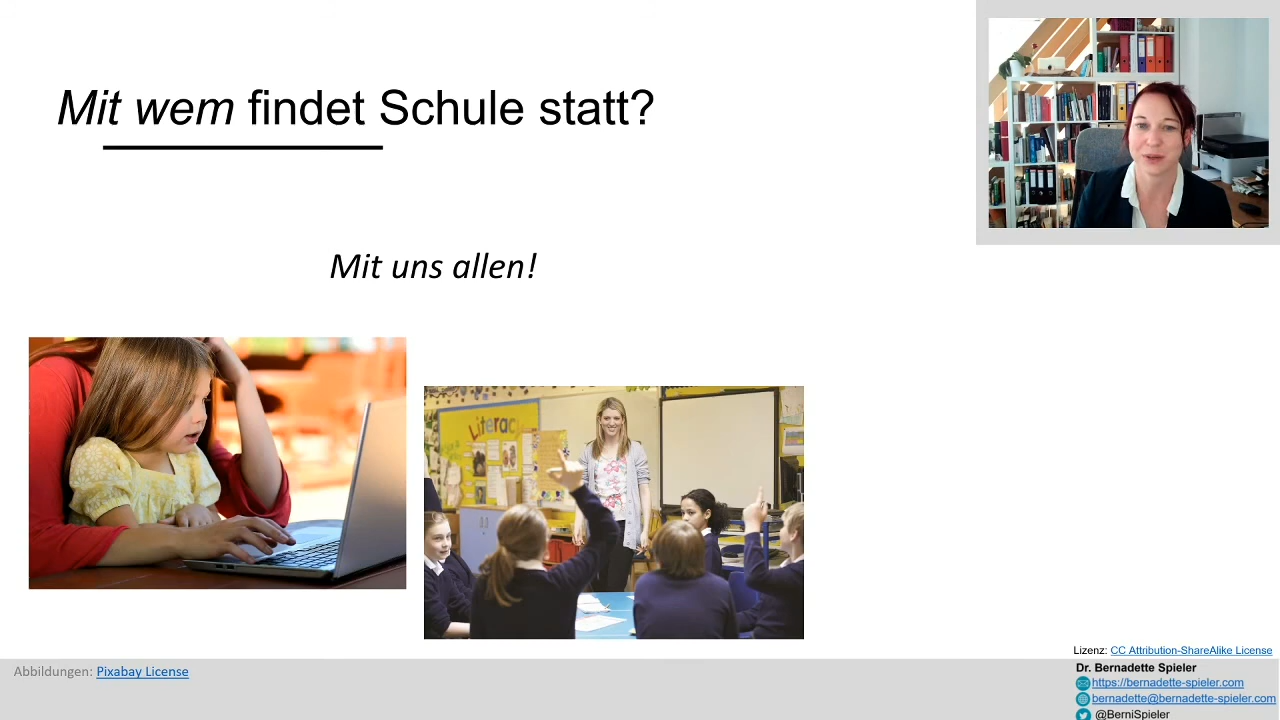 Mit wem findet Schule statt?
Mit uns allen!
Literac
Lizenz: CC Attribution-ShareAlike License
Abbildungen: Pixabay License
Dr. Bernadette Spieler
https://bernadette-spieler.com
bernadette@bernadette-spieler.com
@BerniSpieler